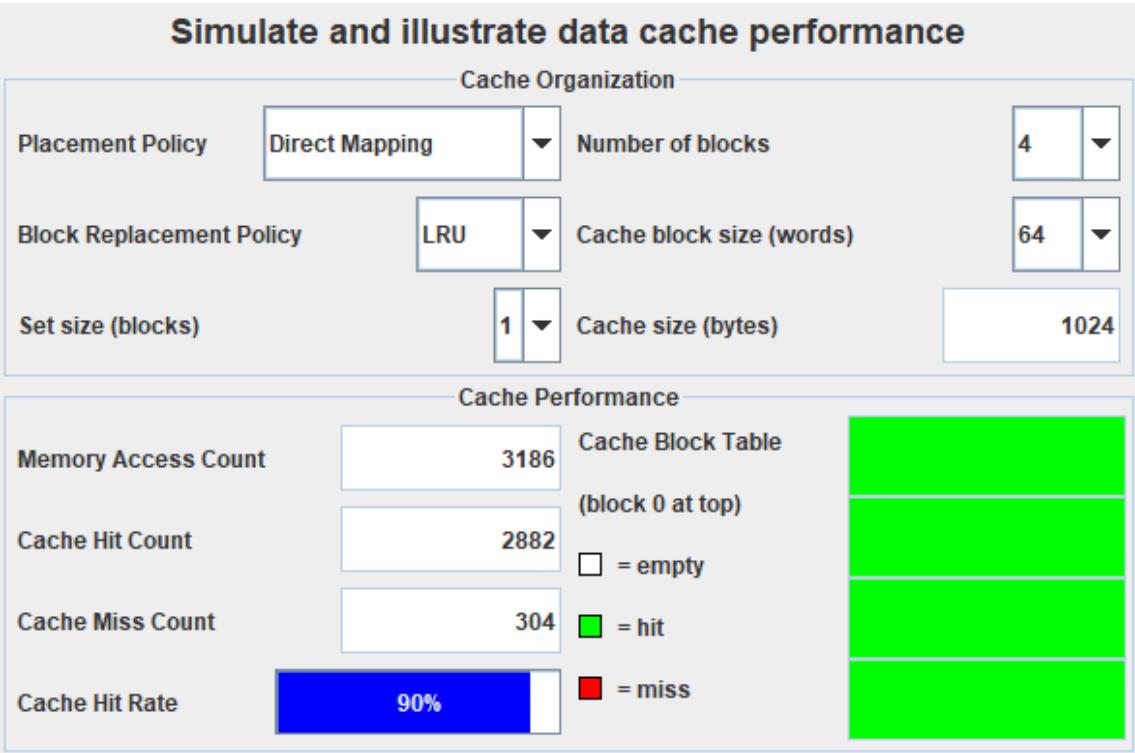 Simulate and illustrate data cache performance
Cache Organization
Placement Policy Direct Mapping Number of blocks 4
Block Replacement Policy LRU Cache block size (words) 64
Set size (blocks) 1 Cache size (bytes) 1024
Cache Performance
Memory Access Count 3186 Cache Block Table
(block 0 at top)
Cache Hit Count 2882
= empty
Cache Miss Count 304 = hit
Cache Hit Rate 90% = miss